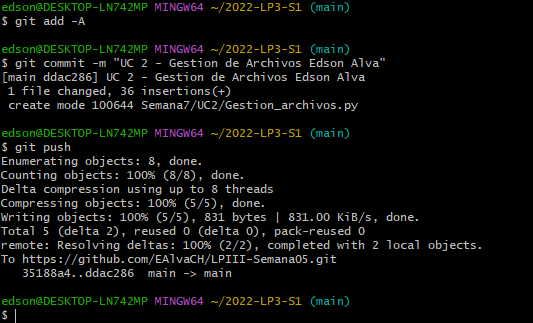 edson@DESKTOP-LN742MP MINGW64 ~/2022-LP3-S1 (main)
$ git add -A
edson@DESKTOP-LN742MP MINGW64 ~/2022-LP3-S1 (main)
$ git commit -m "UC 2 - Gestion de Archivos Edson Alva"
[main ddac286] UC 2 - Gestion de Archivos Edson Alva
 1 file changed, 36 insertions(+)
 create mode 100644 Semana7/UC2/Gestion_archivos.py
edson@DESKTOP-LN742MP MINGW64 ~/2022-LP3-S1 (main)
$ git push
Enumerating objects: 8, done.
Counting objects: 100% (8/8), done.
Delta compression using up to 8 threads
Compressing objects: 100% (5/5), done.
Writing objects: 100% (5/5), 831 bytes | 831.00 KiB/s, done.
Total 5 (delta 2), reused 0 (delta 0), pack-reused 0
remote: Resolving deltas: 100% (2/2), completed with 2 local objects.
To https://github.com/EAlvaCH/LPIII-Semana05.git
   35188a4..ddac286  main -> main
edson@DESKTOP-LN742MP MINGW64 ~/2022-LP3-S1 (main)
$